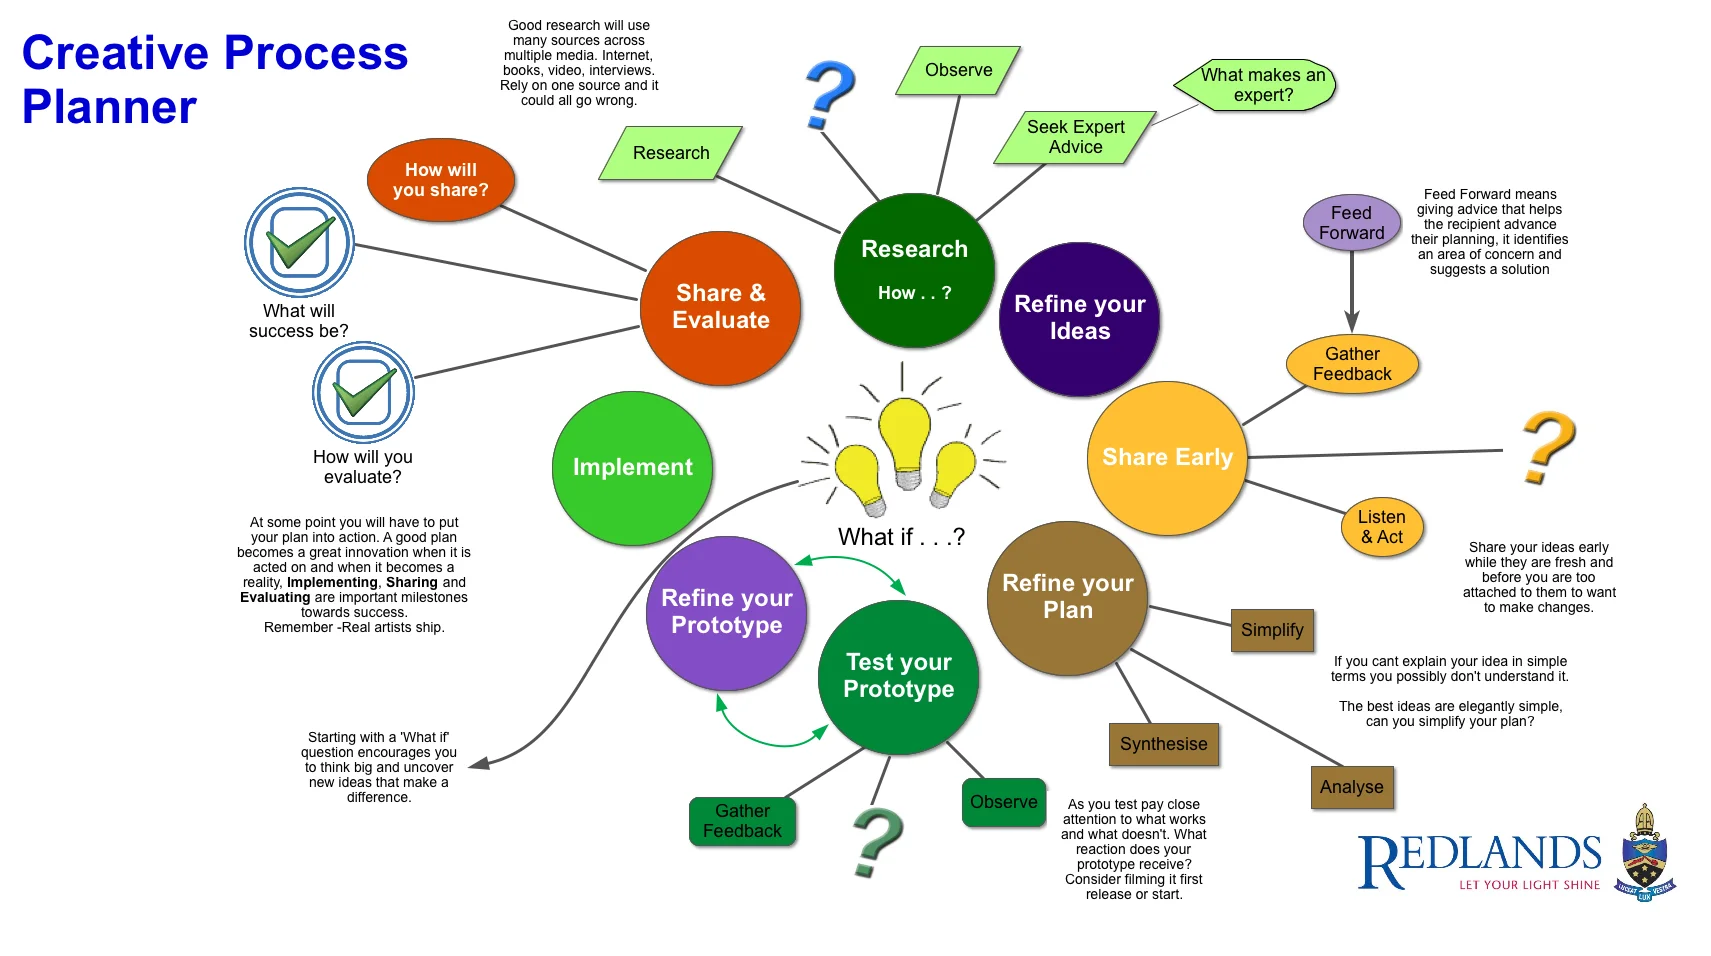 Creative Process
Planner
Good research will use
many sources across
multiple media. Internet,
books, video, interviews.
Rely on one source and it
could all go wrong.
Research
?
Observe
Seek Expert
Advice
What makes an
expert?
Research
How . . ?
How will
you share?
What will
success be?
How will you
evaluate?
Share &
Evaluate
Refine your
Ideas
Feed
Forward
Feed Forward means
giving advice that helps
the recipient advance
their planning, it identifies
an area of concern and
suggests a solution
Gather
Feedback
Share Early
?
Listen
& Act
Share your ideas early
while they are fresh and
before you are too
attached to them to want
to make changes.
Implement
What if . . .?
At some point you will have to put
your plan into action. A good plan
becomes a great innovation when it is
acted on and when it becomes a
reality, Implementing, Sharing and
Evaluating are important milestones
towards success.
Remember -Real artists ship.
Refine your
Prototype
Test your
Prototype
Refine your
Plan
Simplify
Synthesise
Analyse
If you cant explain your idea in simple
terms you possibly don't understand it.
The best ideas are elegantly simple,
can you simplify your plan?
Starting with a 'What if'
question encourages you
to think big and uncover
new ideas that make a
difference.
Gather
Feedback
?
Observe
As you test pay close
attention to what works
and what doesn't. What
reaction does your
prototype receive?
Consider filming it first
release or start.
REDLANDS
LET YOUR LIGHT SHINE
LUCEAT LUX VESTRA